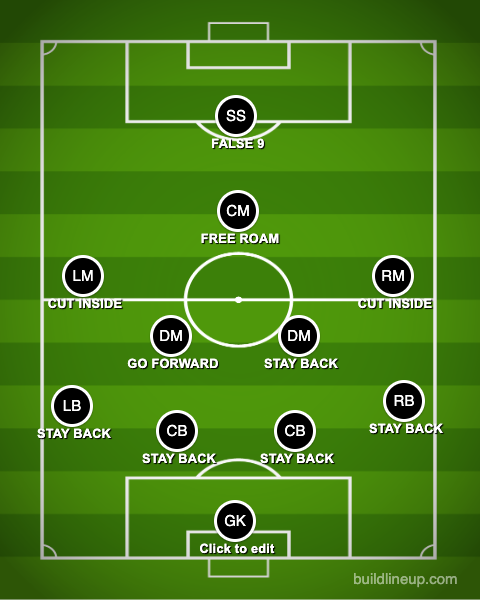 SS
FALSE 9
CM
FREE ROAM
LM
RM
CUT INSIDE
CUT INSIDE
DM
DM
GO FORWARD
STAY BACK
LB
RB
STAY BACK
STAY BACK
CB
CB
STAY BACK
STAY BACK
GK
Click to edit
buildlineup.com